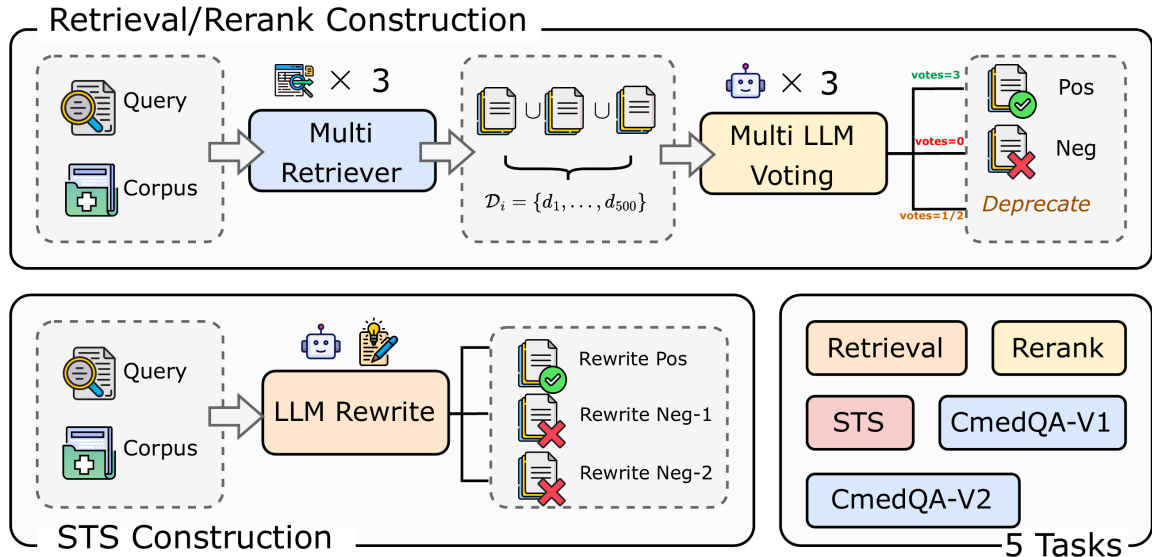 Retrieval/Rerank Construction
Query
Corpus
× 3
Multi
Retriever
∪ ∪
𝒟ᵢ = {d₁, . . . , d₅₀₀}
× 3
Multi LLM
Voting
votes=3
votes=0
votes=1/2
Pos
Neg
Deprecate
Query
Corpus
LLM Rewrite
Rewrite Pos
Rewrite Neg-1
Rewrite Neg-2
STS Construction
Retrieval
Rerank
STS
CmedQA-V1
CmedQA-V2
5 Tasks